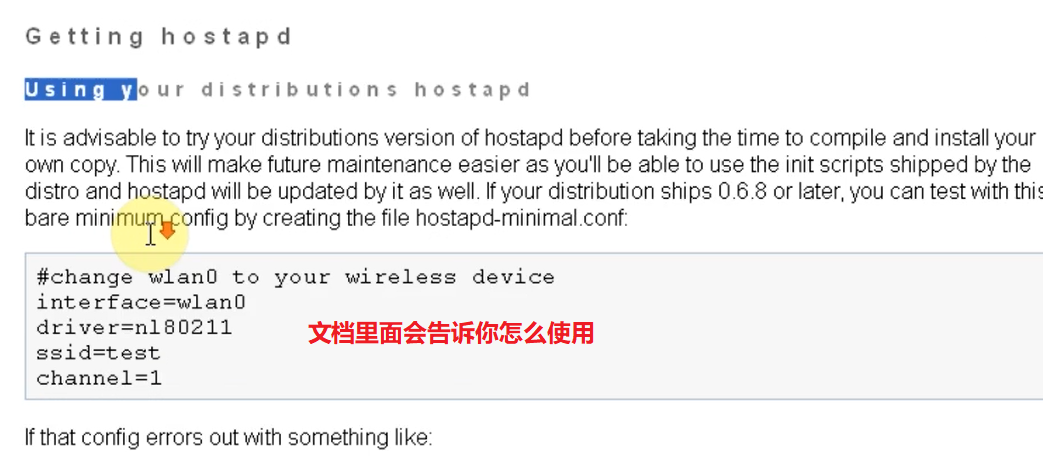 Getting hostapd
Using your distributions hostapd
It is advisable to try your distributions version of hostapd before taking the time to compile and install your
own copy. This will make future maintenance easier as you'll be able to use the init scripts shipped by the
distro and hostapd will be updated by it as well. If your distribution ships 0.6.8 or later, you can test with this
bare minimum config by creating the file hostapd-minimal.conf:
#change wlan0 to your wireless device
interface=wlan0
driver=nl80211
文档里面会告诉你怎么使用
ssid=test
channel=1
If that config errors out with something like: